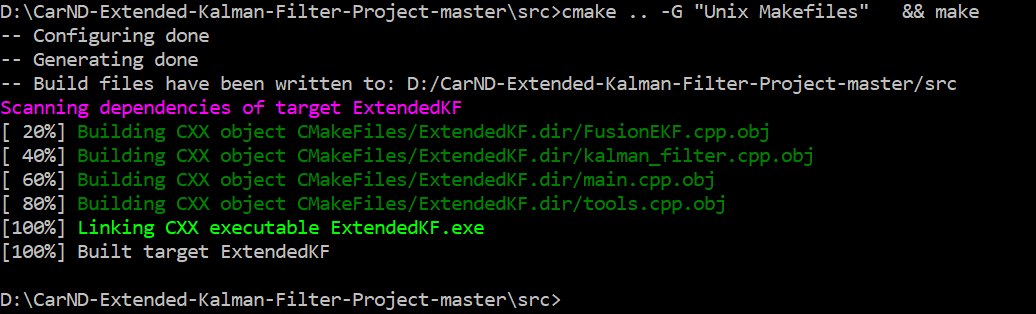 D:\CarND-Extended-Kalman-Filter-Project-master\src>cmake .. -G "Unix Makefiles"   && make
-- Configuring done
-- Generating done
-- Build files have been written to: D:/CarND-Extended-Kalman-Filter-Project-master/src
Scanning dependencies of target ExtendedKF
[ 20%] Building CXX object CMakeFiles/ExtendedKF.dir/FusionEKF.cpp.obj
[ 40%] Building CXX object CMakeFiles/ExtendedKF.dir/kalman_filter.cpp.obj
[ 60%] Building CXX object CMakeFiles/ExtendedKF.dir/main.cpp.obj
[ 80%] Building CXX object CMakeFiles/ExtendedKF.dir/tools.cpp.obj
[100%] Linking CXX executable ExtendedKF.exe
[100%] Built target ExtendedKF
D:\CarND-Extended-Kalman-Filter-Project-master\src>